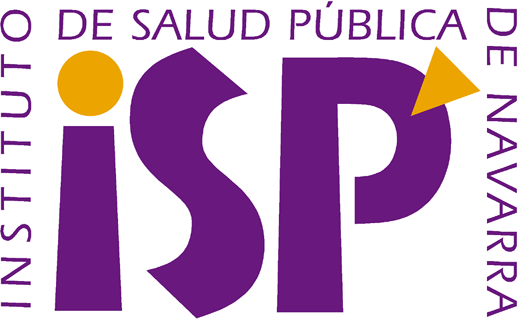 INSTITUTO
DE SALUD PÚBLICA
DE NAVARRA
iSP